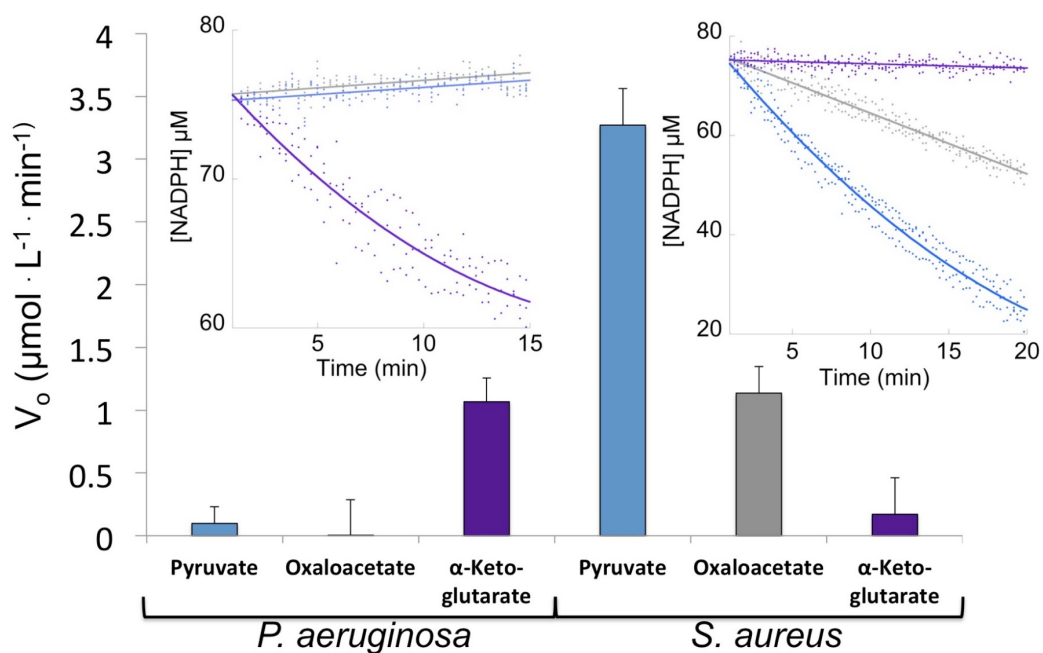 4
3.5
3
2.5
2
1.5
1
0.5
0
V₀ (µmol · L⁻¹ · min⁻¹)
80
70
60
[NADPH] µM
5 10 15
Time (min)
80
60
40
20
[NADPH] µM
5 10 15 20
Time (min)
Pyruvate Oxaloacetate α-Keto-
glutarate
Pyruvate Oxaloacetate α-Keto-
glutarate
P. aeruginosa S. aureus